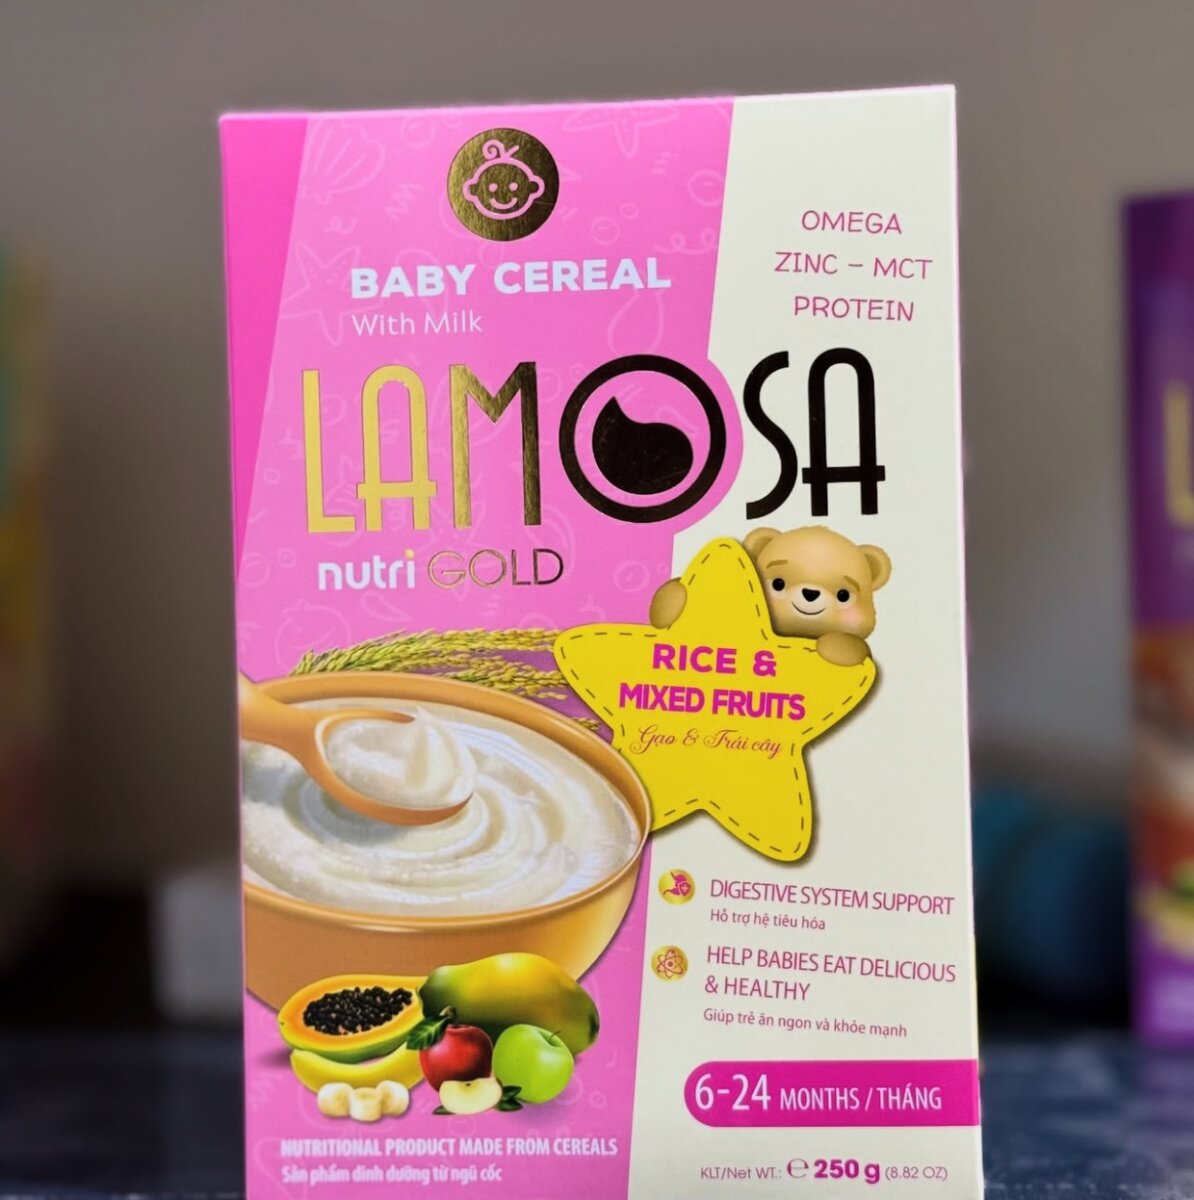 BABY CEREAL
With Milk
OMEGA
ZINC – MCT
PROTEIN
LAMOSA
nutri GOLD
RICE &
MIXED FRUITS
Gạo & Trái cây
DIGESTIVE SYSTEM SUPPORT
Hỗ trợ hệ tiêu hóa
HELP BABIES EAT DELICIOUS
& HEALTHY
Giúp trẻ ăn ngon và khỏe mạnh
6-24 MONTHS / THÁNG
NUTRITIONAL PRODUCT MADE FROM CEREALS
Sản phẩm dinh dưỡng từ ngũ cốc
KLT/Net WT.: ℮ 250 g (8.82 OZ)